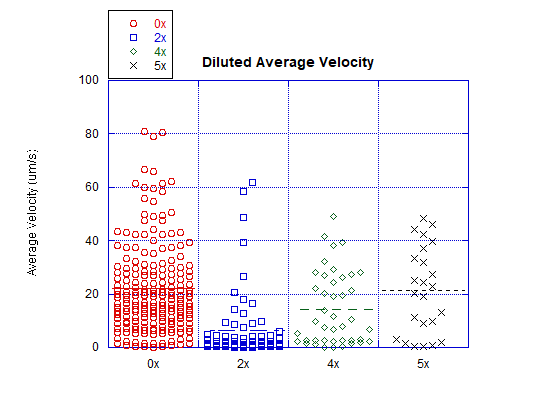 0x
2x
4x
5x
Diluted Average Velocity
100
80
60
40
20
0
Average Velocity (um/s)
0x 2x 4x 5x